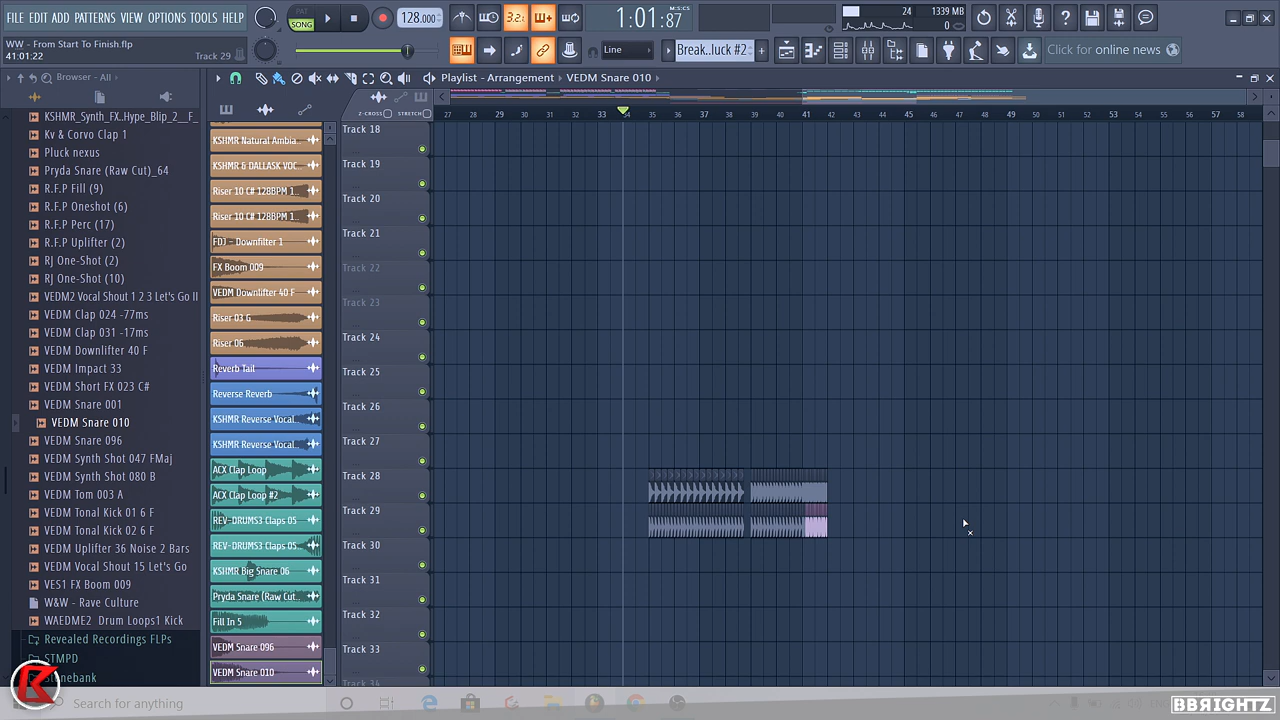 FILE EDIT ADD PATTERNS VIEW OPTIONS TOOLS HELP
WW - From Start To Finish.flp
41:01:22
Track 29
PAT
SONG
128.000
3.2.
1:01:87
M:S:CS
24
1339 MB
0
Line
Break..luck #2
Click for online news
Browser - All
Playlist - Arrangement
VEDM Snare 010
Z-CROSS
STRETCH
27 28 29 30 31 32 33 34 35 36 37 38 39 40 41 42 43 44 45 46 47 48 49 50 51 52 53 54 55 56 57 58
KSHMR_Synth_FX_Hype_Blip_2__F_
Kv & Corvo Clap 1
Pluck nexus
Pryda Snare (Raw Cut)_64
R.F.P Fill (9)
R.F.P Oneshot (6)
R.F.P Perc (17)
R.F.P Uplifter (2)
RJ One-Shot (2)
RJ One-Shot (10)
VEDM2 Vocal Shout 1 2 3 Let's Go II
VEDM Clap 024 -77ms
VEDM Clap 031 -17ms
VEDM Downlifter 40 F
VEDM Impact 33
VEDM Short FX 023 C#
VEDM Snare 001
VEDM Snare 010
VEDM Snare 096
VEDM Synth Shot 047 FMaj
VEDM Synth Shot 080 B
VEDM Tom 003 A
VEDM Tonal Kick 01 6 F
VEDM Tonal Kick 02 6 F
VEDM Uplifter 36 Noise 2 Bars
VEDM Vocal Shout 15 Let's Go
VES1 FX Boom 009
W&W - Rave Culture
WAEDME2_Drum Loops1 Kick
Revealed Recordings FLPs
STMPD
KSHMR Natural Ambia..
KSHMR & DALLASK VOC..
Riser 10 C# 128BPM 1..
Riser 10 C# 128BPM 1..
FDJ - Downfilter 1
FX Boom 009
VEDM Downlifter 40 F
Riser 03 G
Riser 06
Reverb Tail
Reverse Reverb
KSHMR Reverse Vocal..
KSHMR Reverse Vocal..
ACX Clap Loop
ACX Clap Loop #2
REV-DRUMS3 Claps 05
REV-DRUMS3 Claps 05..
KSHMR Big Snare 06
Pryda Snare (Raw Cut..
Fill In 5
VEDM Snare 096
VEDM Snare 010
Track 18
Track 19
Track 20
Track 21
Track 22
Track 23
Track 24
Track 25
Track 26
Track 27
Track 28
Track 29
Track 30
Track 31
Track 32
Track 33
Track 34
Type here to search for anything
BBRIGHTZ